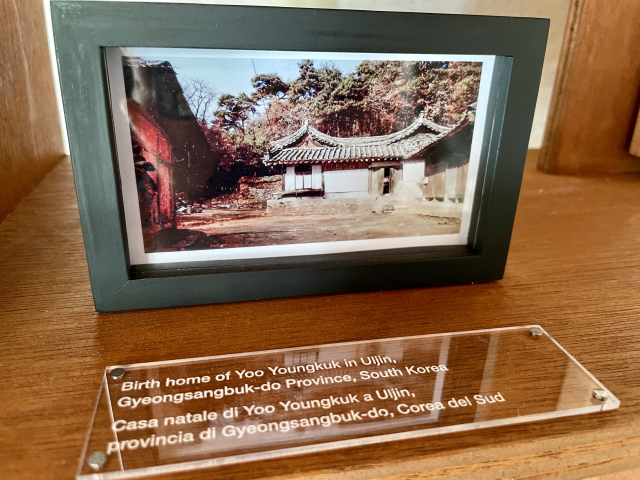 Birth home of Yoo Youngkuk in Uljin,
Gyeongsangbuk-do Province, South Korea
Casa natale di Yoo Youngkuk a Uljin,
provincia di Gyeongsangbuk-do, Corea del Sud